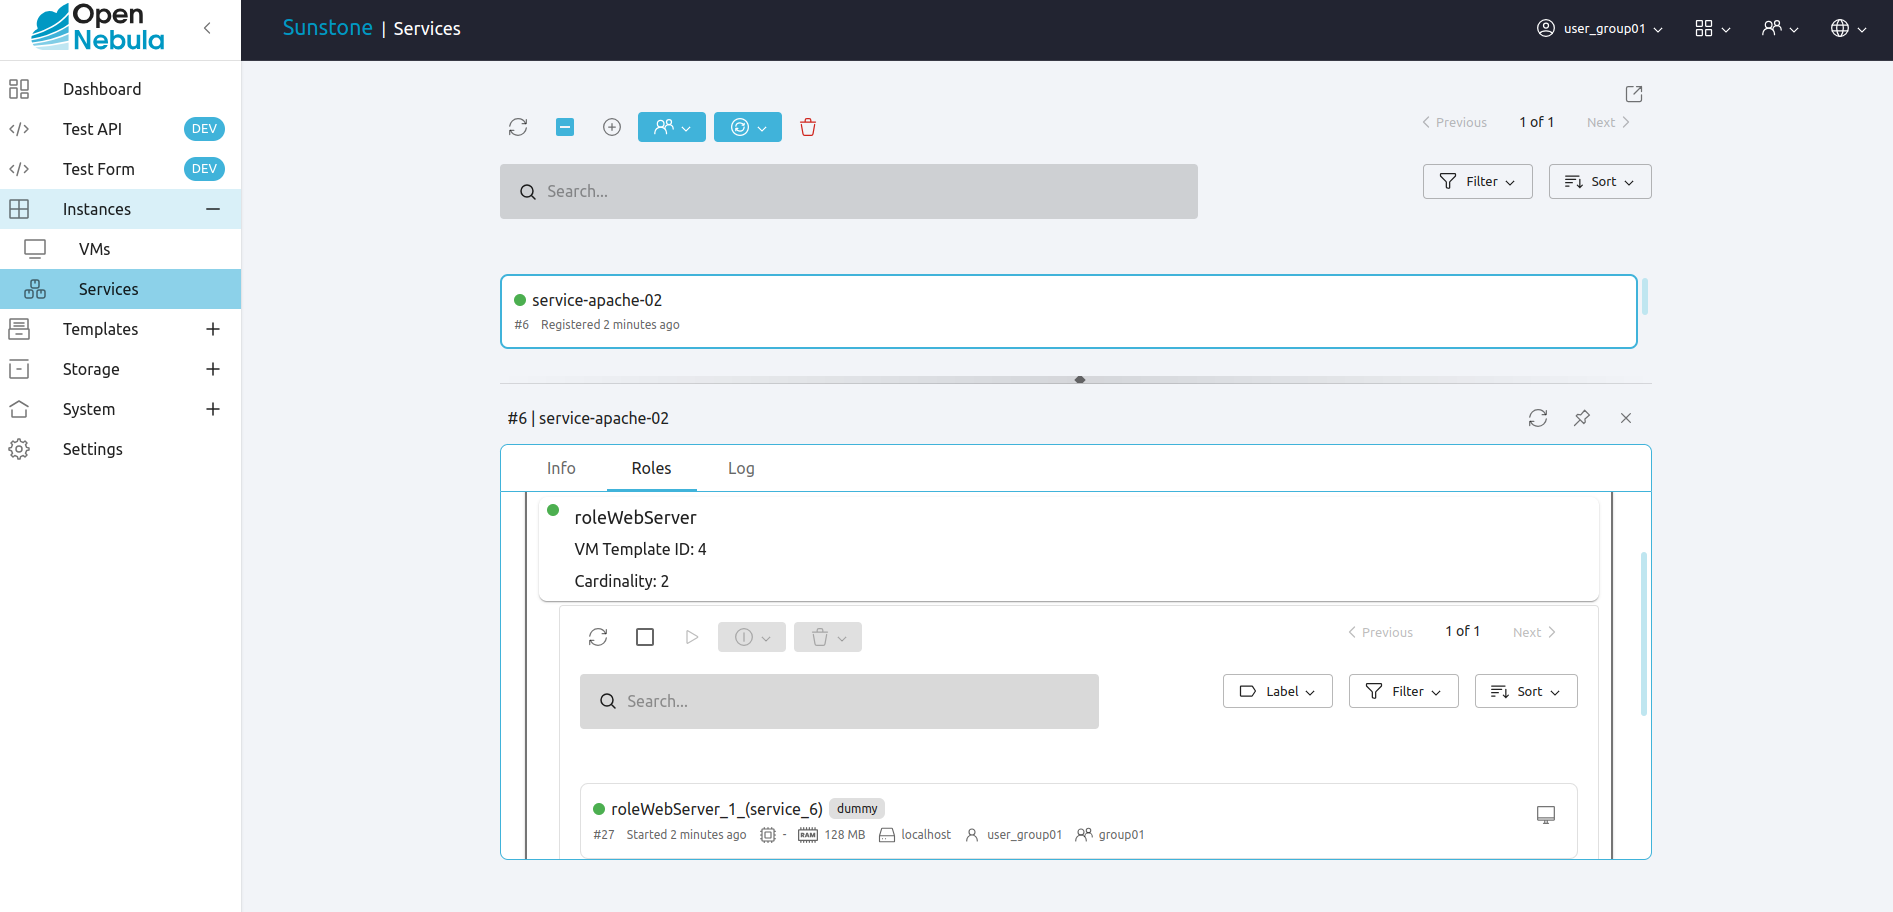 Open
Nebula
Sunstone | Services
user_group01
Dashboard
Test API DEV
Test Form DEV
Instances
VMs
Services
Templates
Storage
System
Settings
Previous 1 of 1 Next
Search...
Filter
Sort
service-apache-02
#6 Registered 2 minutes ago
#6 | service-apache-02
Info Roles Log
roleWebServer
VM Template ID: 4
Cardinality: 2
Previous 1 of 1 Next
Search...
Label
Filter
Sort
roleWebServer_1_(service_6) dummy
#27 Started 2 minutes ago - RAM 128 MB localhost user_group01 group01